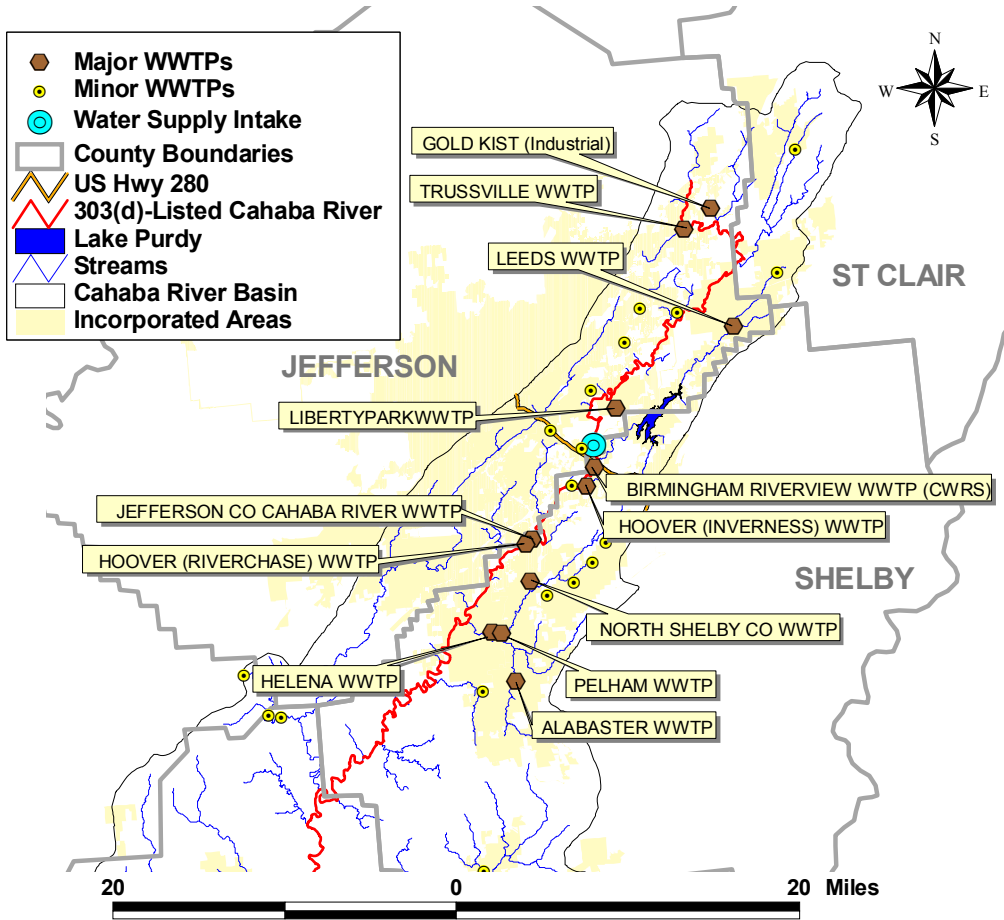 Major WWTPs
Minor WWTPs
Water Supply Intake
County Boundaries
US Hwy 280
303(d)-Listed Cahaba River
Lake Purdy
Streams
Cahaba River Basin
Incorporated Areas
N
W
E
S
GOLD KIST (Industrial)
TRUSSVILLE WWTP
LEEDS WWTP
ST CLAIR
JEFFERSON
LIBERTYPARKWWTP
BIRMINGHAM RIVERVIEW WWTP (CWRS)
JEFFERSON CO CAHABA RIVER WWTP
HOOVER (INVERNESS) WWTP
HOOVER (RIVERCHASE) WWTP
SHELBY
NORTH SHELBY CO WWTP
HELENA WWTP
PELHAM WWTP
ALABASTER WWTP
20 0 20 Miles